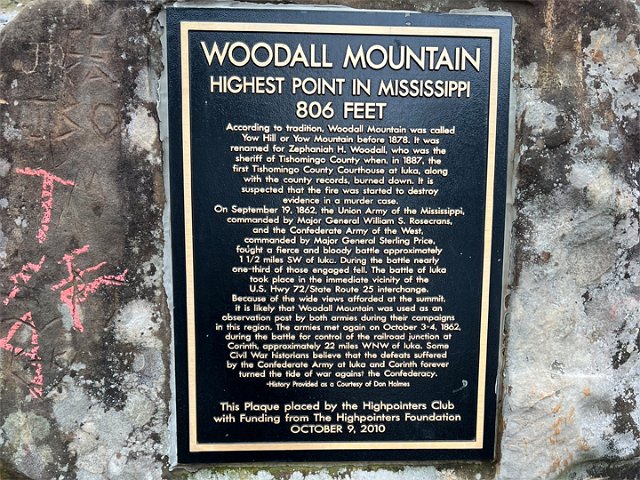 WOODALL MOUNTAIN
HIGHEST POINT IN MISSISSIPPI
806 FEET
According to tradition, Woodall Mountain was called
Yow Hill or Yow Mountain before 1878. It was
renamed for Zephaniah H. Woodall, who was the
sheriff of Tishomingo County when, in 1887, the
first Tishomingo County Courthouse at Iuka, along
with the county records, burned down. It is
suspected that the fire was started to destroy
evidence in a murder case.
On September 19, 1862, the Union Army of the Mississippi,
commanded by Major General William S. Rosecrans,
and the Confederate Army of the West,
commanded by Major General Sterling Price,
fought a fierce and bloody battle approximately
1 1/2 miles SW of Iuka. During the battle nearly
one-third of those engaged fell. The battle of Iuka
took place in the immediate vicinity of the
U.S. Hwy 72/State Route 25 interchange.
Because of the wide views afforded at the summit,
it is likely that Woodall Mountain was used as an
observation post by both armies during their campaigns
in this region. The armies met again on October 3-4, 1862,
during the battle for control of the railroad junction at
Corinth, approximately 22 miles WNW of Iuka. Some
Civil War historians believe that the defeats suffered
by the Confederate Army at Iuka and Corinth forever
turned the tide of war against the Confederacy.
*History Provided as a Courtesy of Don Holmes
This Plaque placed by the Highpointers Club
with Funding from The Highpointers Foundation
OCTOBER 9, 2010